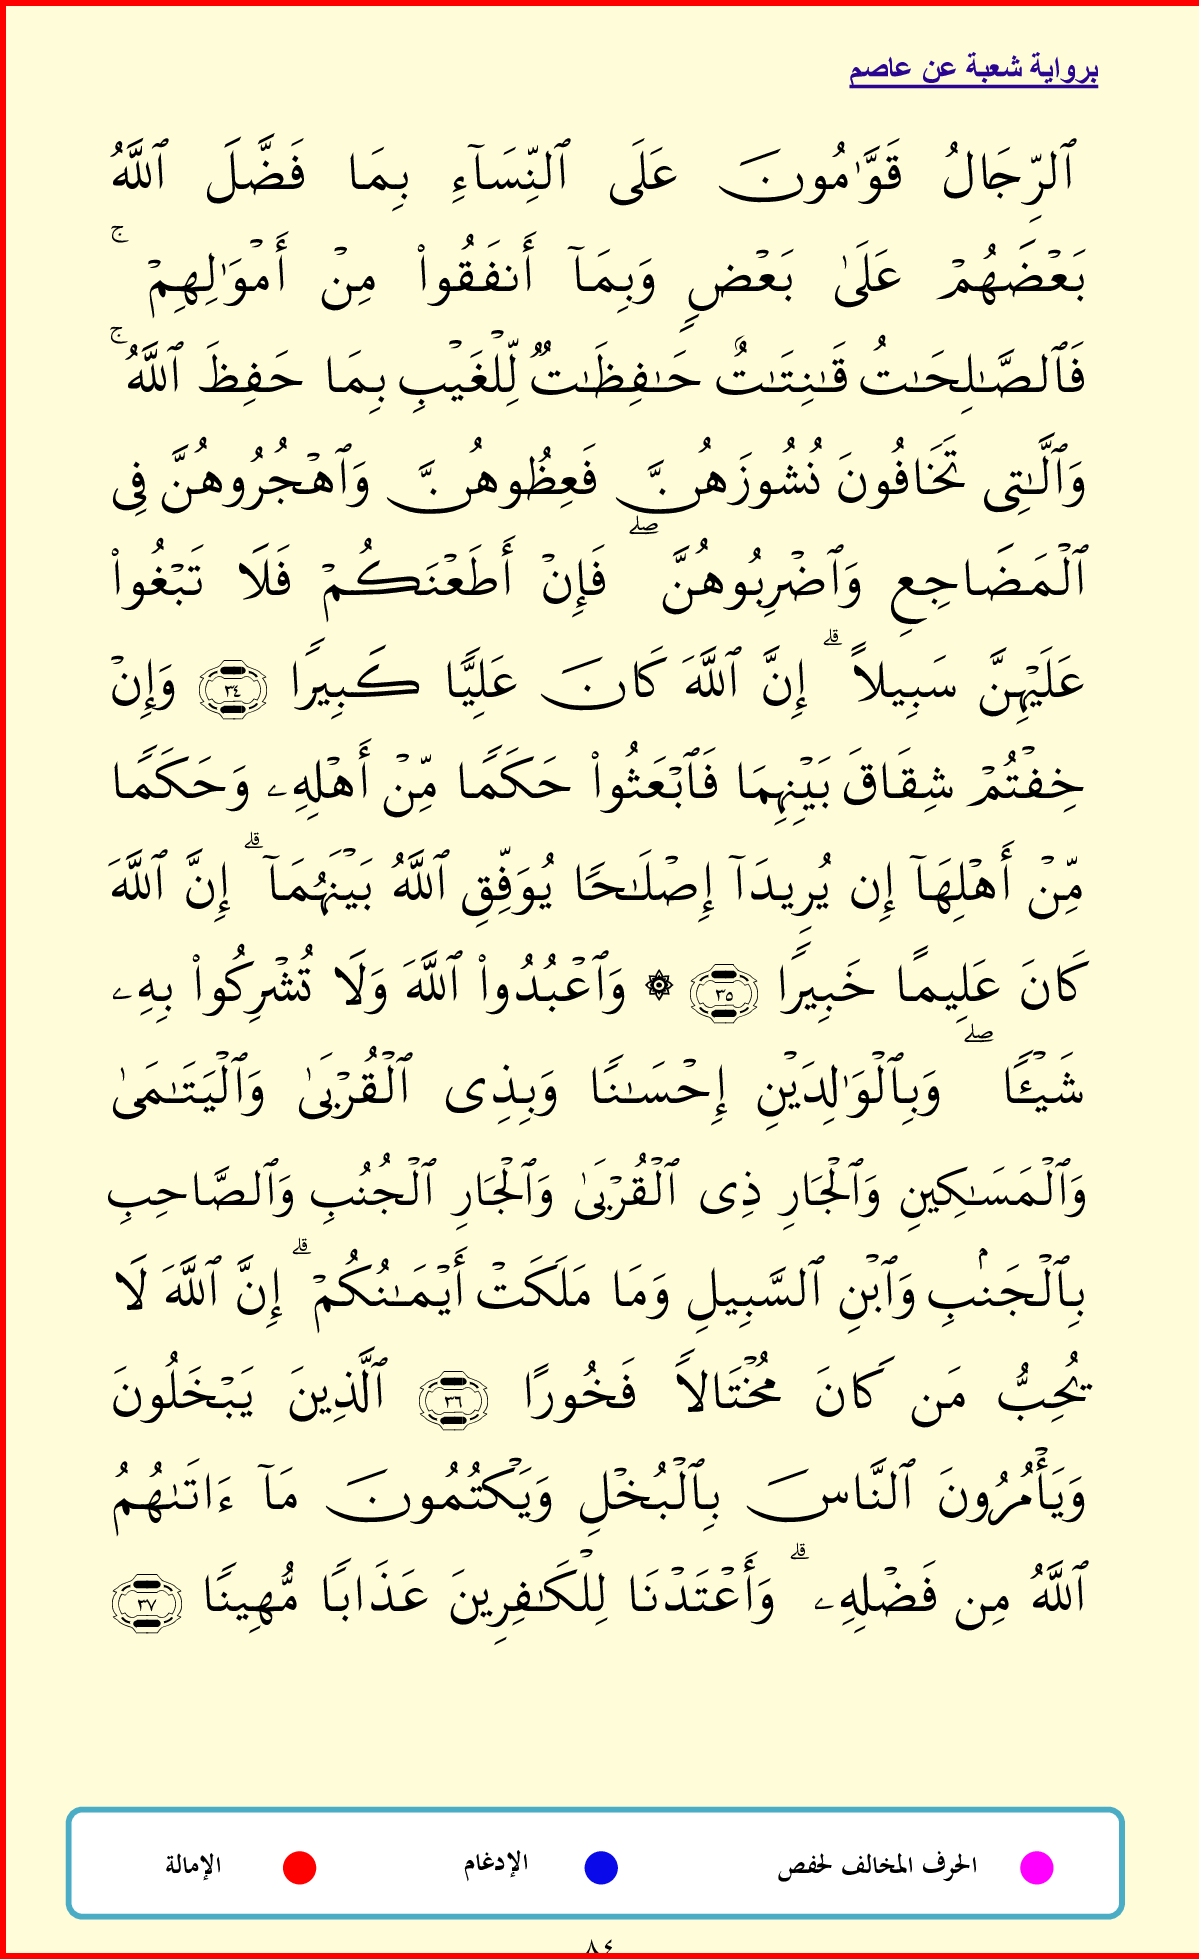 برواية شعبة عن عاصم
ٱلرِّجَالُ قَوَّٰمُونَ عَلَى ٱلنِّسَآءِ بِمَا فَضَّلَ ٱللَّهُ
بَعْضَهُمْ عَلَىٰ بَعْضٍ وَبِمَآ أَنفَقُواْ مِنْ أَمْوَٰلِهِمْ ۚ
فَٱلصَّٰلِحَٰتُ قَٰنِتَٰتٌ حَٰفِظَٰتٌ لِّلْغَيْبِ بِمَا حَفِظَ ٱللَّهُ ۚ
وَٱلَّٰتِى تَخَافُونَ نُشُوزَهُنَّ فَعِظُوهُنَّ وَٱهْجُرُوهُنَّ فِى
ٱلْمَضَاجِعِ وَٱضْرِبُوهُنَّ ۖ فَإِنْ أَطَعْنَكُمْ فَلَا تَبْغُواْ
عَلَيْهِنَّ سَبِيلاً ۗ إِنَّ ٱللَّهَ كَانَ عَلِيًّا كَبِيرًا ٣٤ وَإِنْ
خِفْتُمْ شِقَاقَ بَيْنِهِمَا فَٱبْعَثُواْ حَكَمًا مِّنْ أَهْلِهِۦ وَحَكَمًا
مِّنْ أَهْلِهَآ إِن يُرِيدَآ إِصْلَٰحًا يُوَفِّقِ ٱللَّهُ بَيْنَهُمَآ ۗ إِنَّ ٱللَّهَ
كَانَ عَلِيمًا خَبِيرًا ٣٥ ۞ وَٱعْبُدُواْ ٱللَّهَ وَلَا تُشْرِكُواْ بِهِۦ
شَيْـًٔا ۖ وَبِٱلْوَٰلِدَيْنِ إِحْسَٰنًا وَبِذِى ٱلْقُرْبَىٰ وَٱلْيَتَٰمَىٰ
وَٱلْمَسَٰكِينِ وَٱلْجَارِ ذِى ٱلْقُرْبَىٰ وَٱلْجَارِ ٱلْجُنُبِ وَٱلصَّاحِبِ
بِٱلْجَنۢبِ وَٱبْنِ ٱلسَّبِيلِ وَمَا مَلَكَتْ أَيْمَٰنُكُمْ ۗ إِنَّ ٱللَّهَ لَا
يُحِبُّ مَن كَانَ مُخْتَالاً فَخُورًا ٣٦ ٱلَّذِينَ يَبْخَلُونَ
وَيَأْمُرُونَ ٱلنَّاسَ بِٱلْبُخْلِ وَيَكْتُمُونَ مَآ ءَاتَىٰهُمُ
ٱللَّهُ مِن فَضْلِهِۦ ۗ وَأَعْتَدْنَا لِلْكَٰفِرِينَ عَذَابًا مُّهِينًا ٣٧
الحرف المخالف لحفص الإدغام الإمالة
٨٤